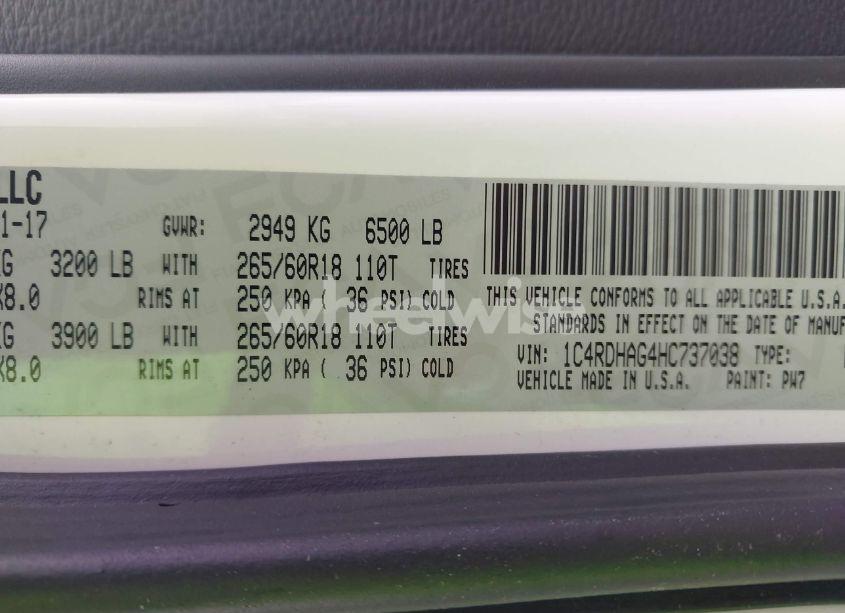 LLC
1-17 GVWR: 2949 KG 6500 LB
KG 3200 LB WITH 265/60R18 110T TIRES
X8.0 RIMS AT 250 KPA ( 36 PSI) COLD
KG 3900 LB WITH 265/60R18 110T TIRES
X8.0 RIMS AT 250 KPA ( 36 PSI) COLD
THIS VEHICLE CONFORMS TO ALL APPLICABLE U.S.A.
STANDARDS IN EFFECT ON THE DATE OF MANUF
VIN: 1C4RDHAG4HC737038 TYPE:
VEHICLE MADE IN U.S.A. PAINT: PW7
wheelwise